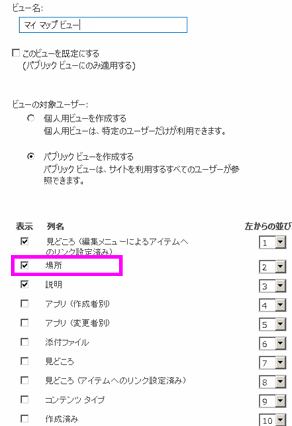 ビュー名:
マイ マップ ビュー
このビューを既定にする
(パブリック ビューにのみ適用する)
ビューの対象ユーザー:
個人用ビューを作成する
個人用ビューは、特定のユーザーだけが利用できます。
パブリック ビューを作成する
パブリック ビューは、サイトを利用するすべてのユーザーが参
照できます。
表示 列名 左からの並び
見どころ (編集メニューによるアイテムへ
のリンク設定済み) 1
場所 2
説明 3
アプリ (作成者別) 4
アプリ (変更者別) 5
添付ファイル 6
見どころ 7
見どころ (アイテムへのリンク設定済み) 8
コンテンツ タイプ 9
作成済み 10